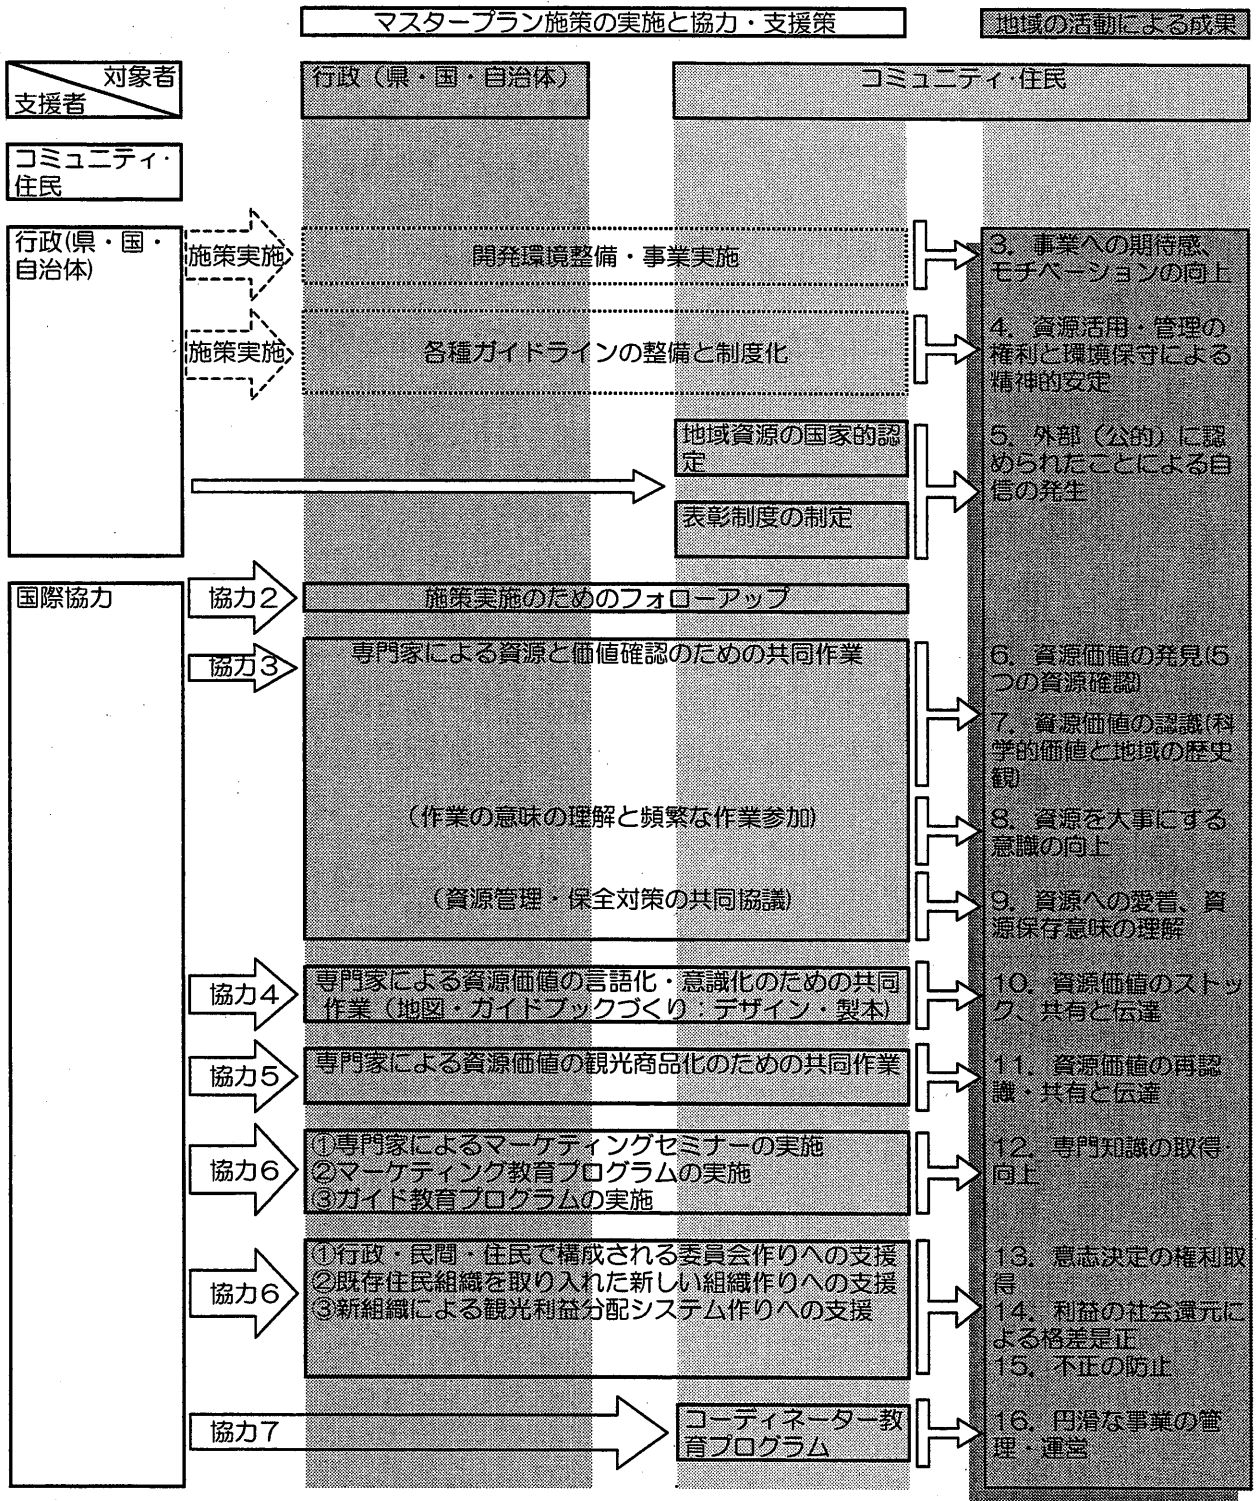 マスタープラン施策の実施と協力・支援策
地域の活動による成果
対象者
支援者
行政（県・国・自治体）
コミュニティ・住民
コミュニティ・
住民
行政(県・国・
自治体)
施策実施
開発環境整備・事業実施
3．事業への期待感、
モチベーションの向上
施策実施
各種ガイドラインの整備と制度化
4．資源活用・管理の
権利と環境保守による
精神的安定
地域資源の国家的認
定
表彰制度の制定
5．外部（公的）に認
められたことによる自
信の発生
国際協力
協力2
施策実施のためのフォローアップ
協力3
専門家による資源と価値確認のための共同作業
6．資源価値の発見(5
つの資源確認)
7．資源価値の認識(科
学的価値と地域の歴史
観)
(作業の意味の理解と頻繁な作業参加)
8．資源を大事にする
意識の向上
(資源管理・保全対策の共同協議)
9．資源への愛着、資
源保存意味の理解
協力4
専門家による資源価値の言語化・意識化のための共同
作業（地図・ガイドブックづくり：デザイン・製本)
10．資源価値のストッ
ク、共有と伝達
協力5
専門家による資源価値の観光商品化のための共同作業
11．資源価値の再認
識・共有と伝達
協力6
①専門家によるマーケティングセミナーの実施
②マーケティング教育プログラムの実施
③ガイド教育プログラムの実施
12．専門知識の取得・
向上
協力6
①行政・民間・住民で構成される委員会作りへの支援
②既存住民組織を取り入れた新しい組織作りへの支援
③新組織による観光利益分配システム作りへの支援
13．意志決定の権利取
得
14．利益の社会還元に
よる格差是正
15．不正の防止
協力7
コーディネーター教
育プログラム
16．円滑な事業の管
理・運営